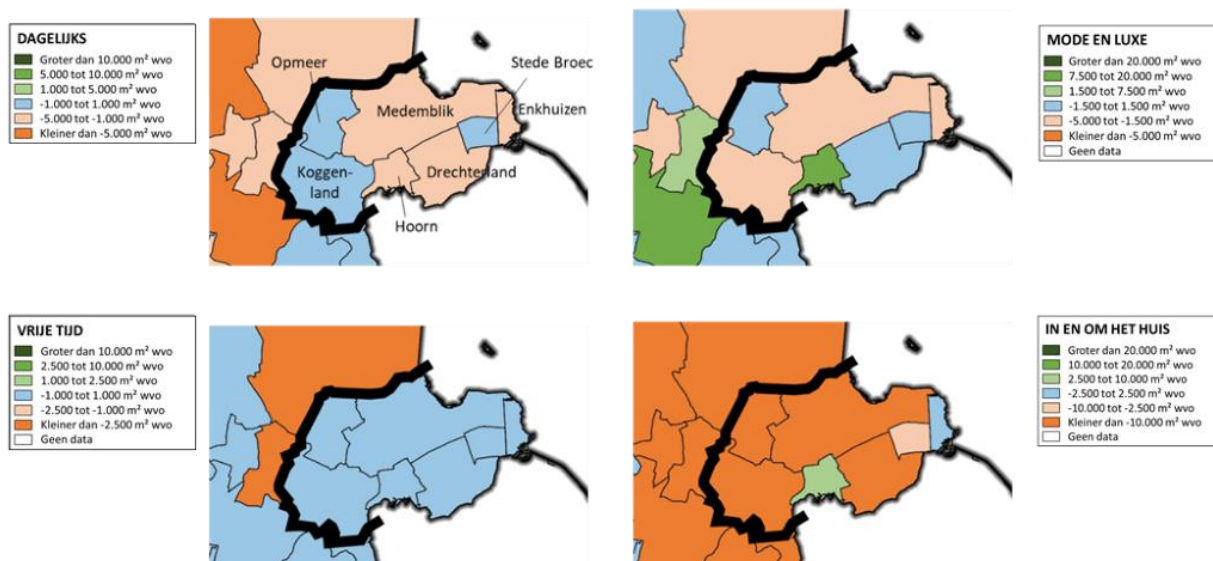 DAGELIJKS
Groter dan 10.000 m² wvo
5.000 tot 10.000 m² wvo
1.000 tot 5.000 m² wvo
-1.000 tot 1.000 m² wvo
-5.000 tot -1.000 m² wvo
Kleiner dan -5.000 m² wvo
Geen data
Opmeer
Stede Broec
Medemblik
Enkhuizen
Koggen-
land
Drechterland
Hoorn
MODE EN LUXE
Groter dan 20.000 m² wvo
7.500 tot 20.000 m² wvo
1.500 tot 7.500 m² wvo
-1.500 tot 1.500 m² wvo
-5.000 tot -1.500 m² wvo
Kleiner dan -5.000 m² wvo
Geen data
VRIJE TIJD
Groter dan 10.000 m² wvo
2.500 tot 10.000 m² wvo
1.000 tot 2.500 m² wvo
-1.000 tot 1.000 m² wvo
-2.500 tot -1.000 m² wvo
Kleiner dan -2.500 m² wvo
Geen data
IN EN OM HET HUIS
Groter dan 20.000 m² wvo
10.000 tot 20.000 m² wvo
2.500 tot 10.000 m² wvo
-2.500 tot 2.500 m² wvo
-10.000 tot -2.500 m² wvo
Kleiner dan -10.000 m² wvo
Geen data